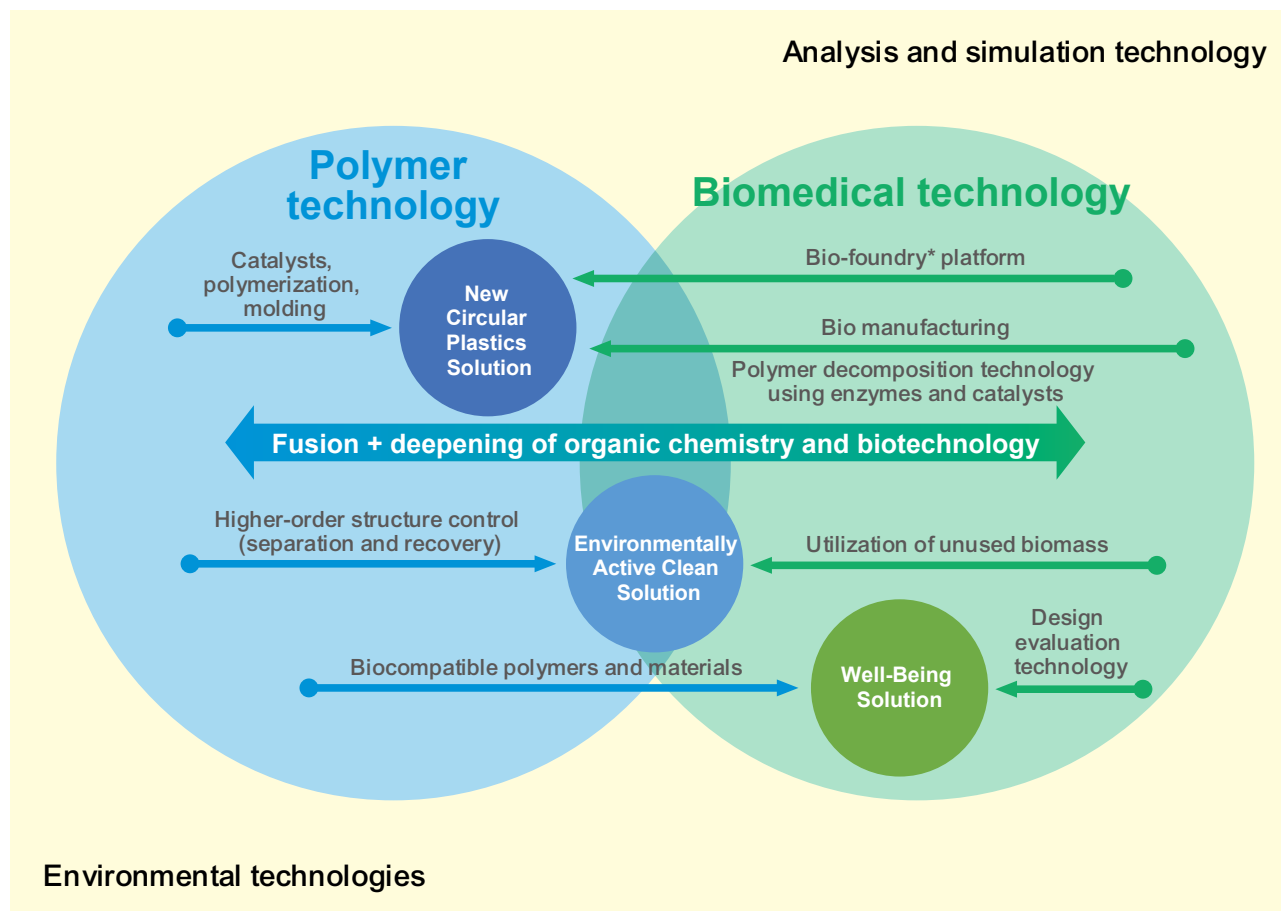 Analysis and simulation technology
Polymer
technology
Biomedical technology
Catalysts,
polymerization,
molding
New
Circular
Plastics
Solution
Bio-foundry* platform
Bio manufacturing
Polymer decomposition technology
using enzymes and catalysts
Fusion + deepening of organic chemistry and biotechnology
Higher-order structure control
(separation and recovery)
Environmentally
Active Clean
Solution
Utilization of unused biomass
Biocompatible polymers and materials
Well-Being
Solution
Design
evaluation
technology
Environmental technologies